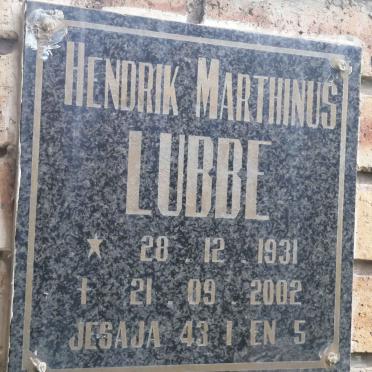 HENDRIK MARTHINUS
LUBBE
★ 28 . 12 . 1931
† 21 . 09 . 2002
JESAJA 43 1 EN 5